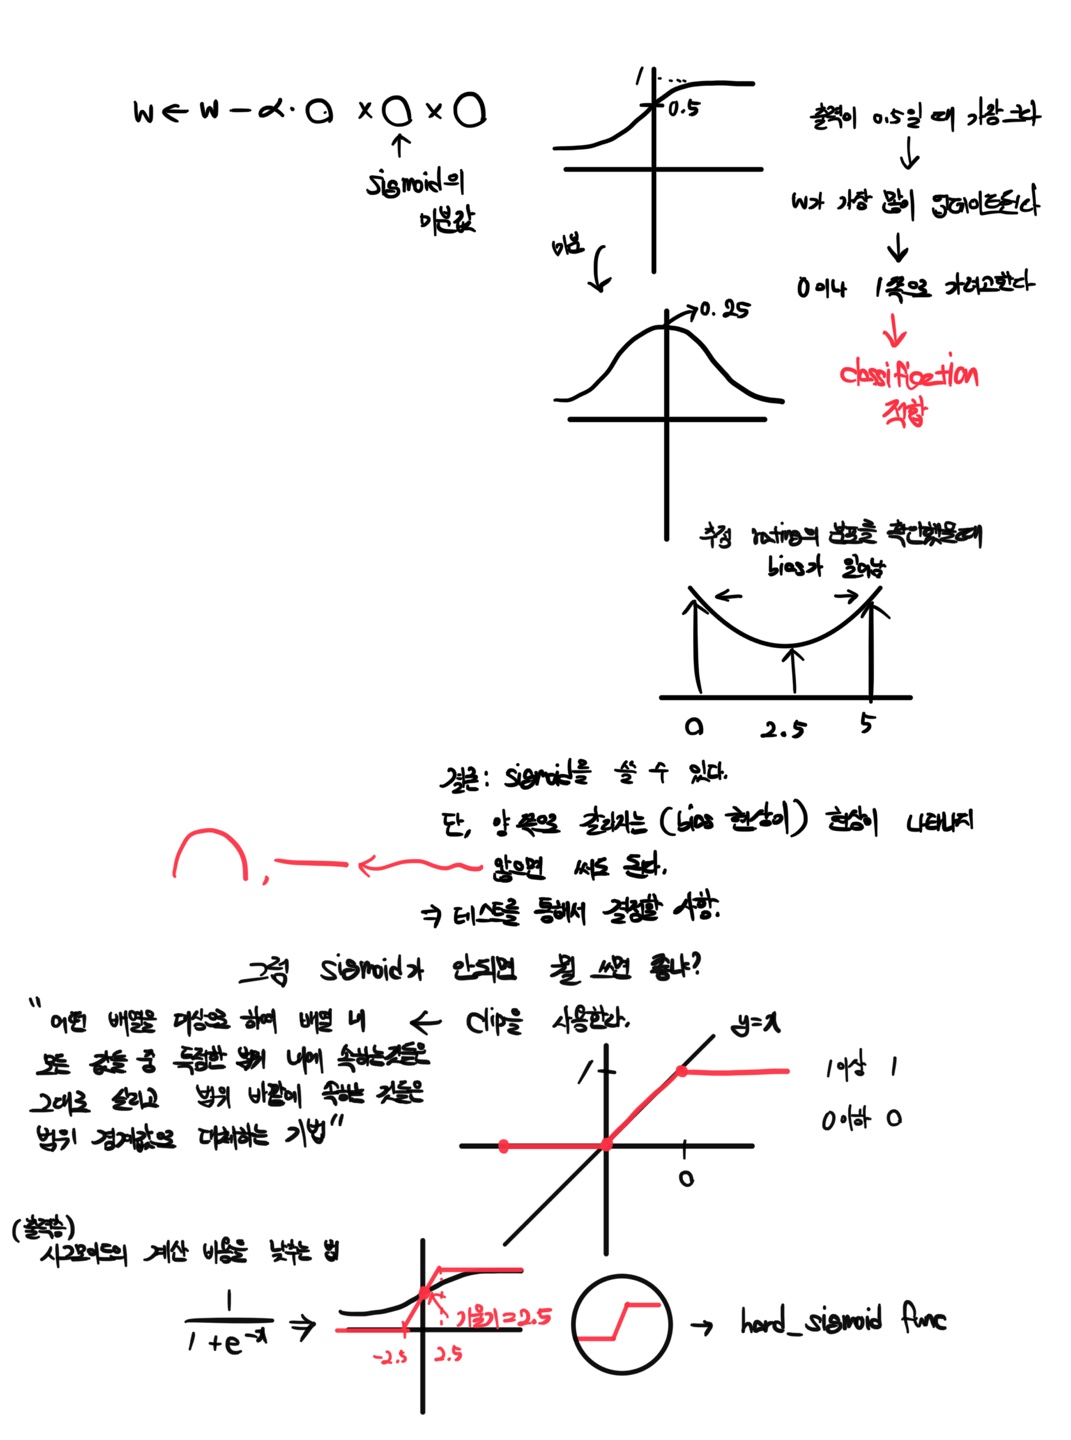 w ← w - α · O × O × O
↑
sigmoid의
미분값
1
0.5
출력이 0.5일 때 가장 크다
↓
w가 가장 많이 업데이트된다
↓
0이나 1쪽으로 가려고한다
↓
classification
적합
미분
0.25
추정 rating의 분포를 확인했을때
bias가 일어남
← →
0 2.5 5
결론: sigmoid를 쓸 수 있다.
단, 양 쪽으로 갈라지는 (bias 현상이) 현상이 나타나지
않으면 써도 된다.
⇒ 테스트를 통해서 결정할 사항.
그럼 sigmoid가 안되면 뭘 쓰면 좋냐?
← clip을 사용한다.
"어떤 배열을 대상으로 하여 배열 내
모든 값들 중 특정한 범위 내에 속하는것들은
그대로 살리고 범위 바깥에 속하는 것들은
범위 경계값으로 대체하는 기법"
y=x
1
0
1이상 1
0이하 0
(출력층)
시그모이드의 계산 비용을 낮추는 법
1
1+e^-x
⇒
기울기=2.5
-2.5 2.5
→ hard_sigmoid func